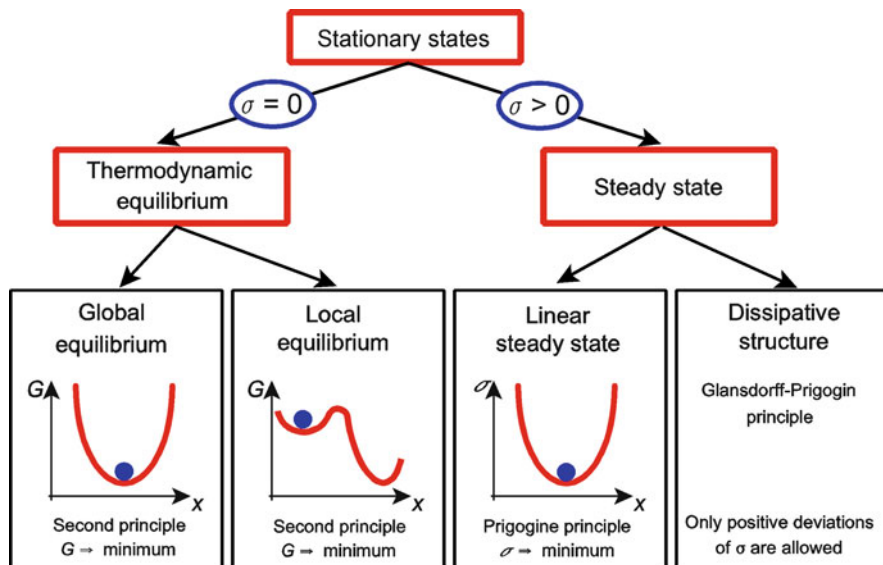 Stationary states
σ = 0
σ > 0
Thermodynamic
equilibrium
Steady state
Global
equilibrium
G
x
Second principle
G ⇒ minimum
Local
equilibrium
G
x
Second principle
G ⇒ minimum
Linear
steady state
σ
x
Prigogine principle
σ ⇒ minimum
Dissipative
structure
Glansdorff-Prigogin
principle
Only positive deviations
of σ are allowed